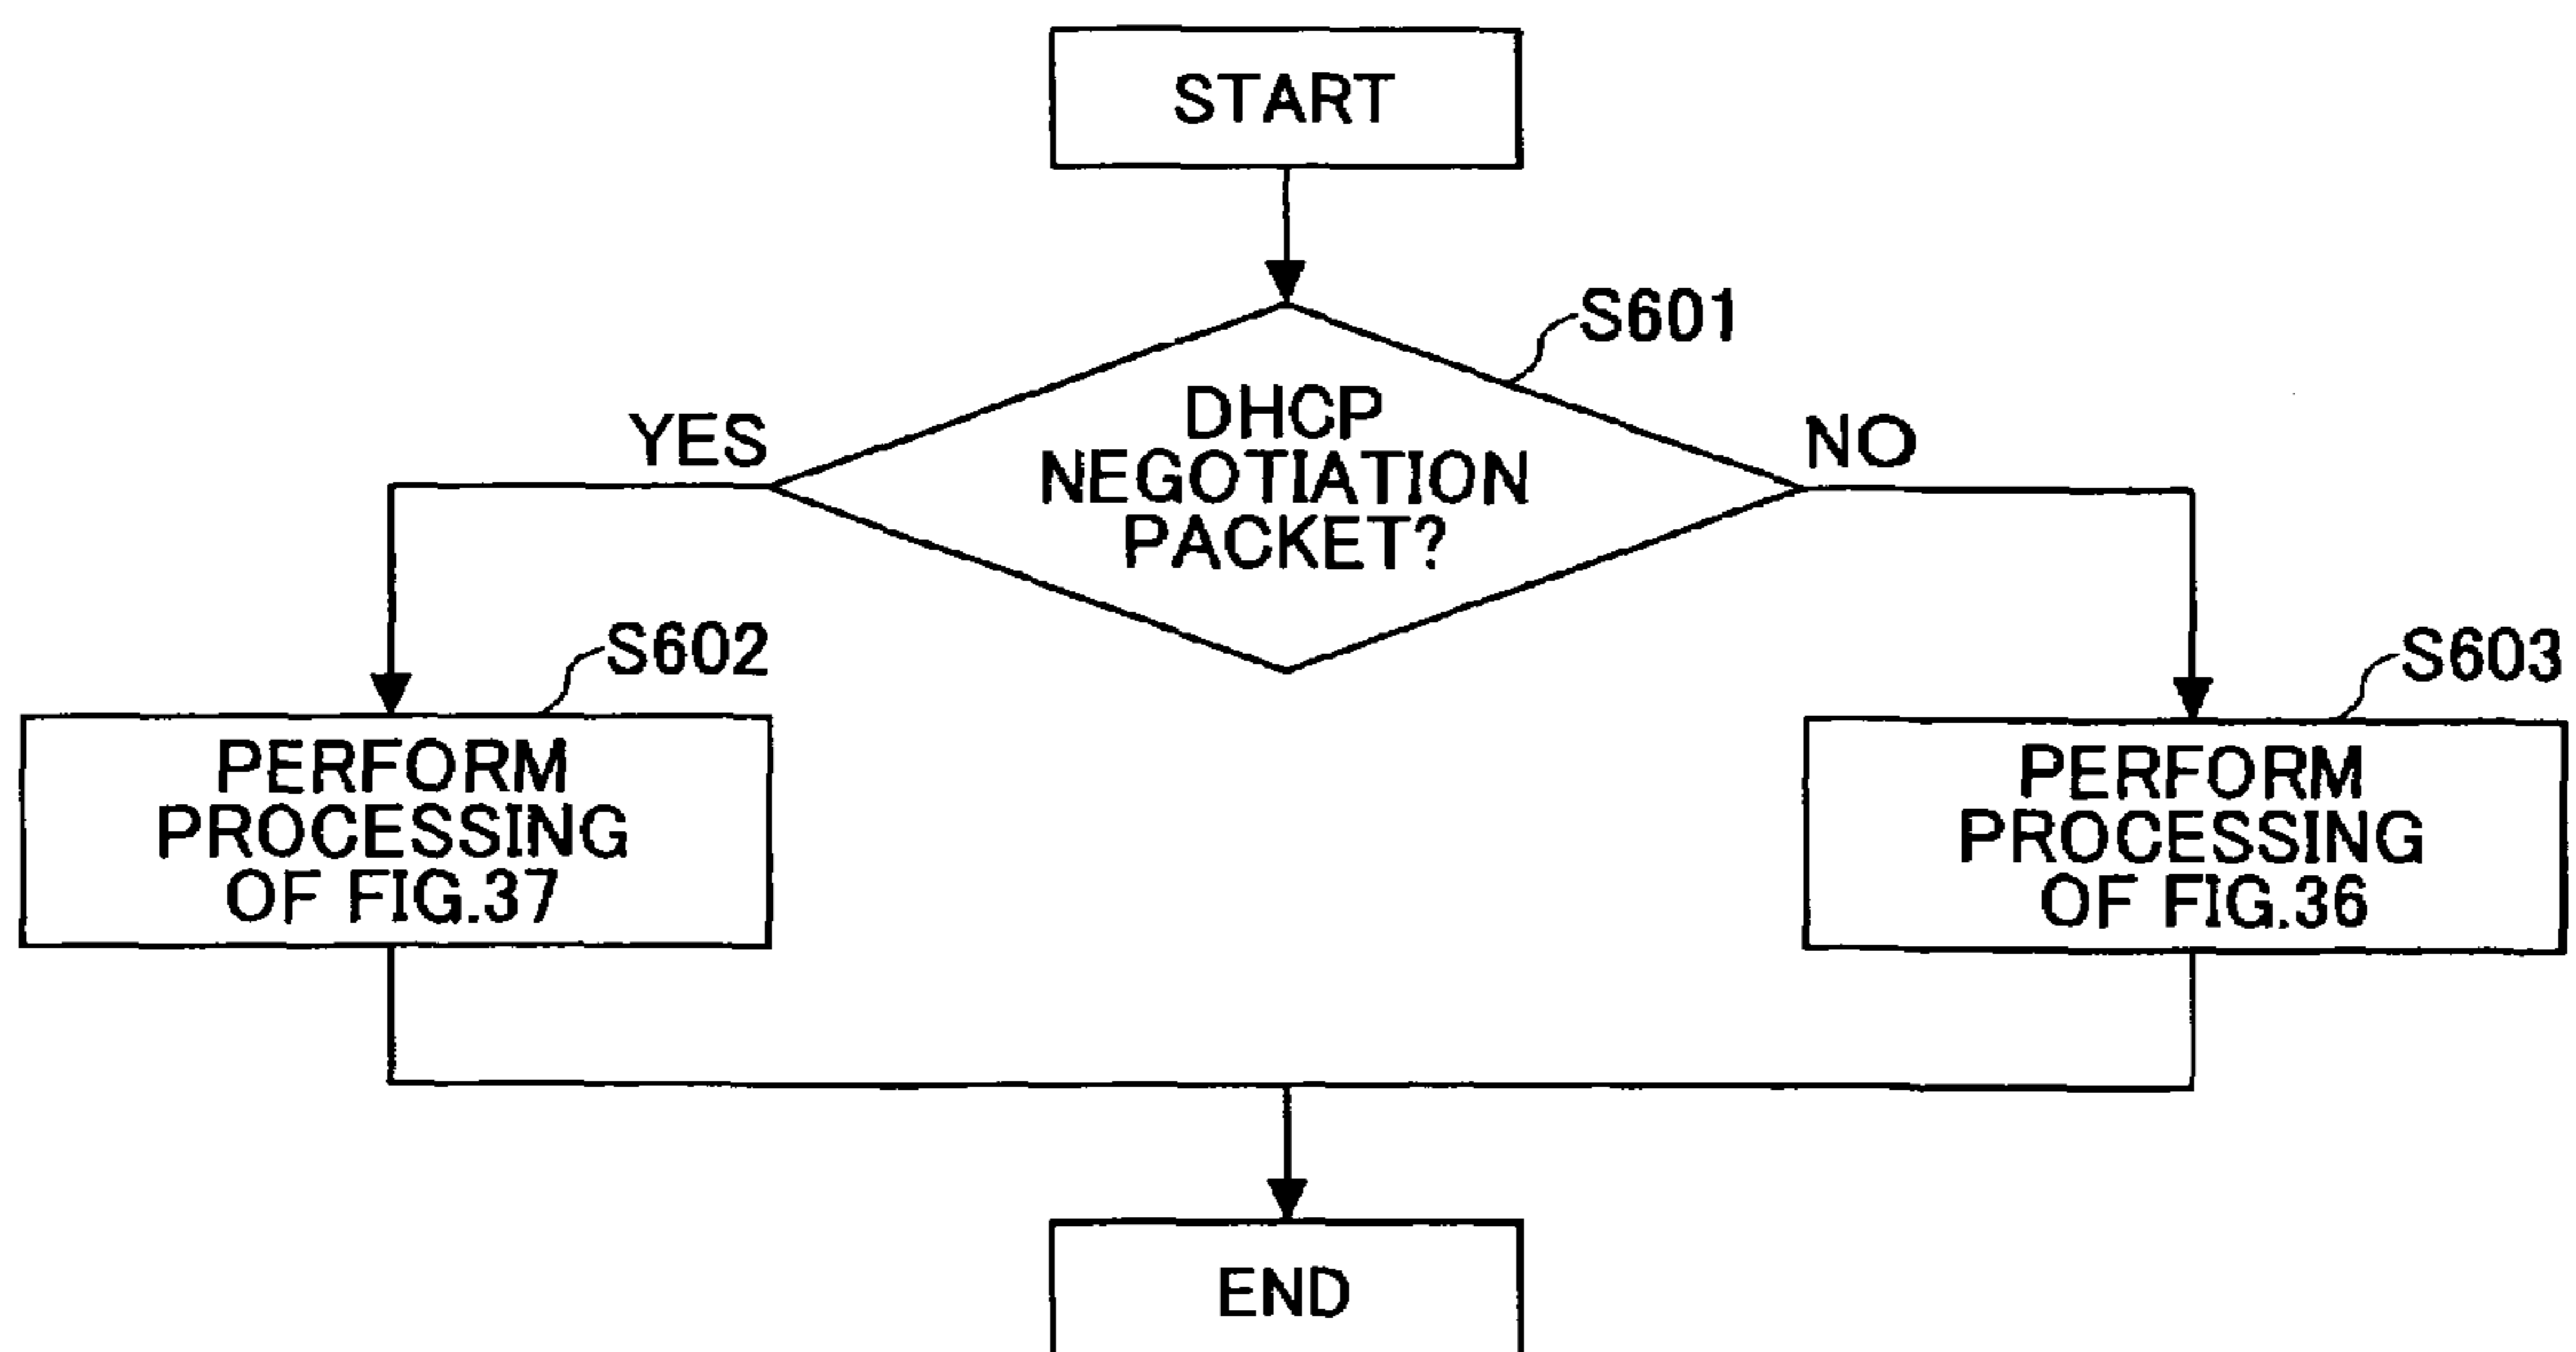 START
S601
DHCP
NEGOTIATION
PACKET?
YES
NO
S602
PERFORM
PROCESSING
OF FIG.37
S603
PERFORM
PROCESSING
OF FIG.36
END